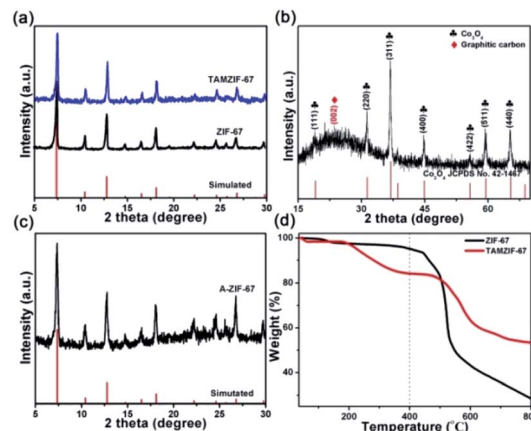 (a)
Intensity (a.u.)
TAMZIF-67
ZIF-67
Simulated
5 10 15 20 25 30
2 theta (degree)
(b)
Intensity (a.u.)
♣ Co₃O₄
♦ Graphitic carbon
(111)
(002)
(220)
(311)
(400)
(422)
(511)
(440)
Co₃O₄ JCPDS No. 42-1467
15 30 45 60
2 theta (degree)
(c)
Intensity (a.u.)
A-ZIF-67
Simulated
5 10 15 20 25 30
2 theta (degree)
(d)
Weight (%)
100
80
60
40
ZIF-67
TAMZIF-67
200 400 600 800
Temperature (°C)